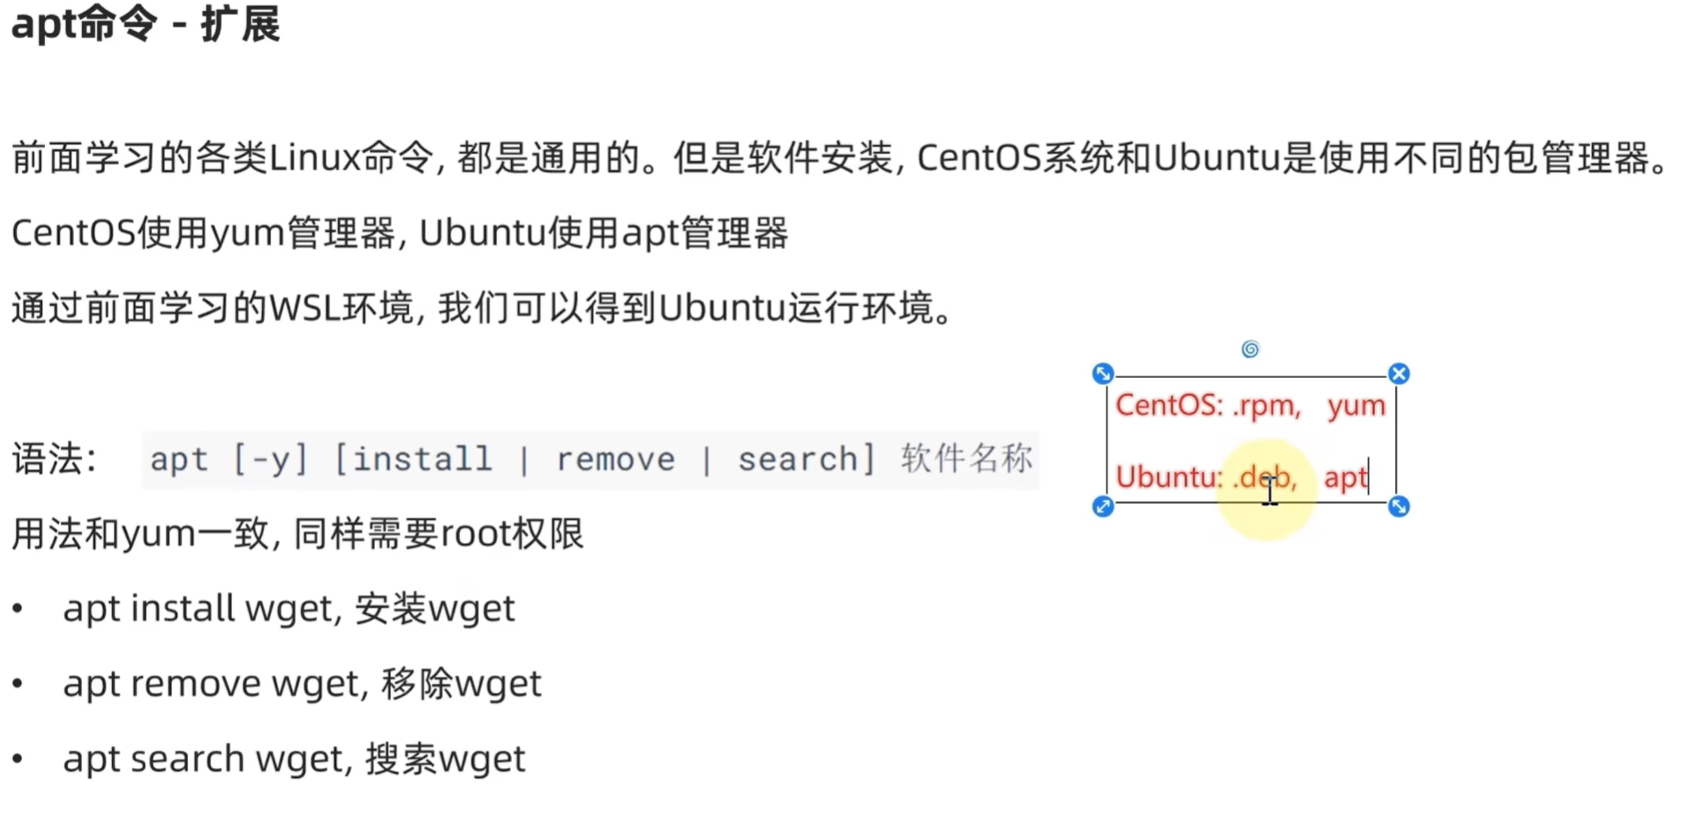 apt命令 - 扩展
前面学习的各类Linux命令, 都是通用的。但是软件安装, CentOS系统和Ubuntu是使用不同的包管理器。
CentOS使用yum管理器, Ubuntu使用apt管理器
通过前面学习的WSL环境, 我们可以得到Ubuntu运行环境。
CentOS: .rpm, yum
语法: apt [-y] [install | remove | search] 软件名称
Ubuntu: .deb, apt
用法和yum一致, 同样需要root权限
• apt install wget, 安装wget
• apt remove wget, 移除wget
• apt search wget, 搜索wget